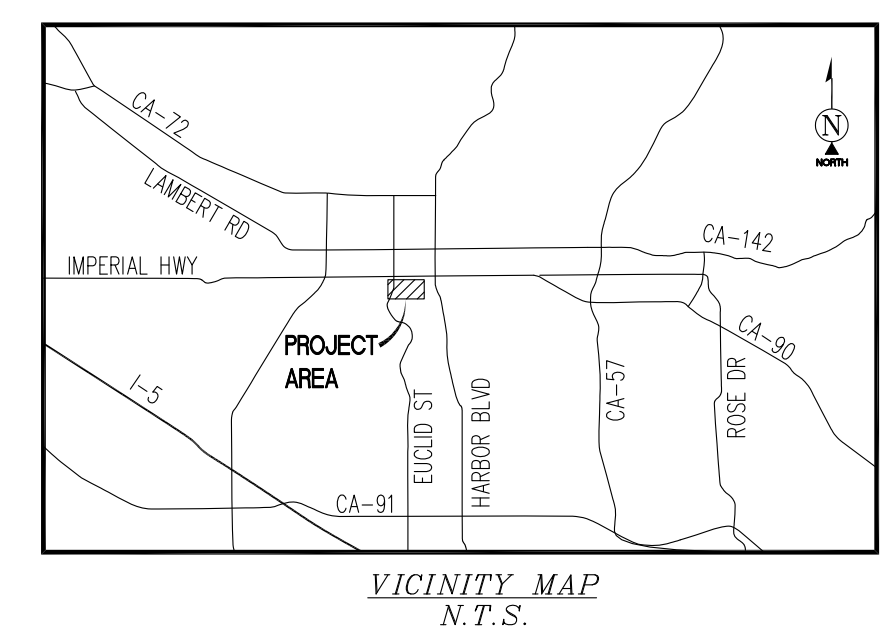 CA-72
N
NORTH
LAMBERT RD
CA-142
IMPERIAL HWY
PROJECT
AREA
CA-90
I-5
EUCLID ST
HARBOR BLVD
CA-57
ROSE DR
CA-91
VICINITY MAP
N.T.S.